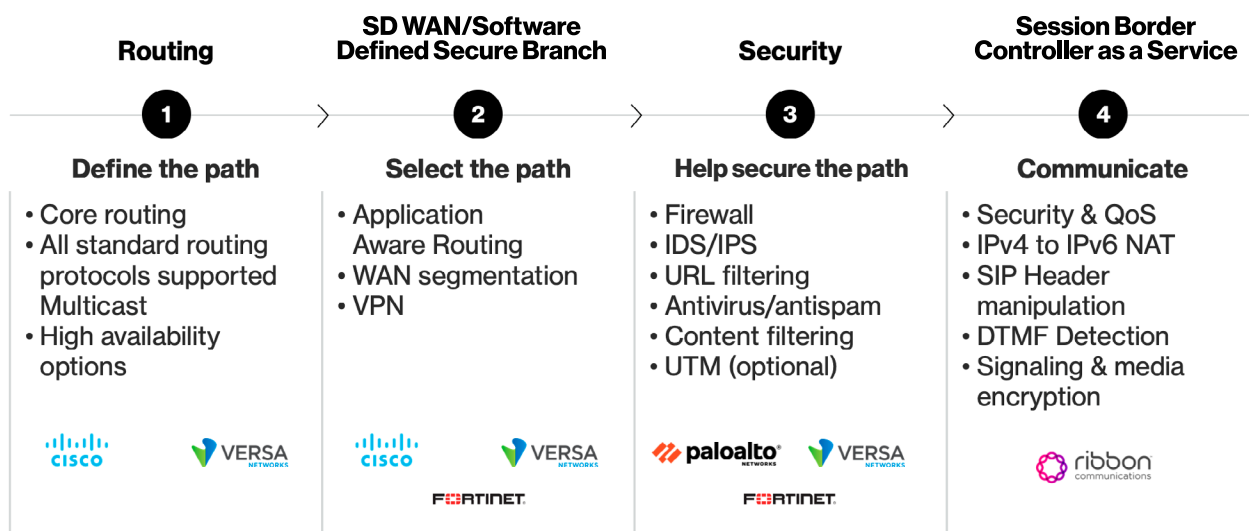 Routing
1
Define the path
• Core routing
• All standard routing
protocols supported
Multicast
• High availability
options
CISCO
VERSA
NETWORKS
SD WAN/Software
Defined Secure Branch
2
Select the path
• Application
Aware Routing
• WAN segmentation
• VPN
CISCO
VERSA
NETWORKS
FORTINET
Security
3
Help secure the path
• Firewall
• IDS/IPS
• URL filtering
• Antivirus/antispam
• Content filtering
• UTM (optional)
paloalto
NETWORKS
VERSA
NETWORKS
FORTINET
Session Border
Controller as a Service
4
Communicate
• Security & QoS
• IPv4 to IPv6 NAT
• SIP Header
manipulation
• DTMF Detection
• Signaling & media
encryption
ribbon
communications